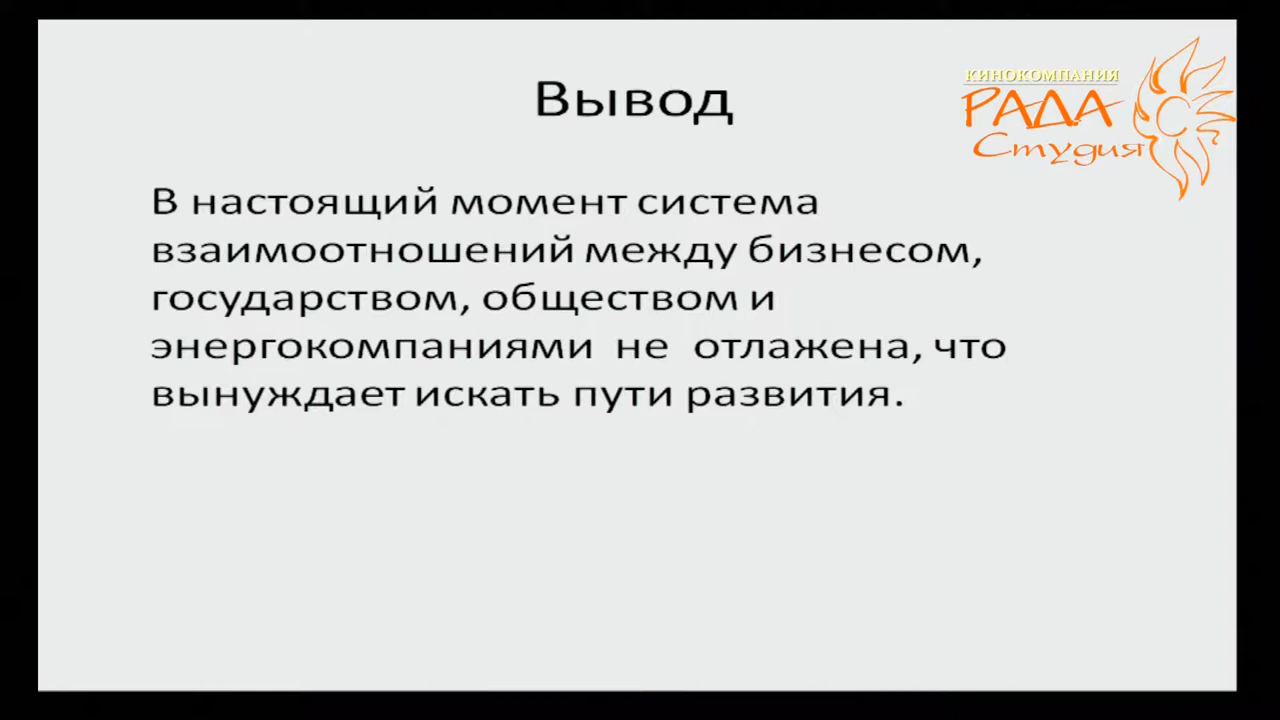 Вывод
КИНОКОМПАНИЯ
РАДА
Студия
В настоящий момент система
взаимоотношений между бизнесом,
государством, обществом и
энергокомпаниями не отлажена, что
вынуждает искать пути развития.